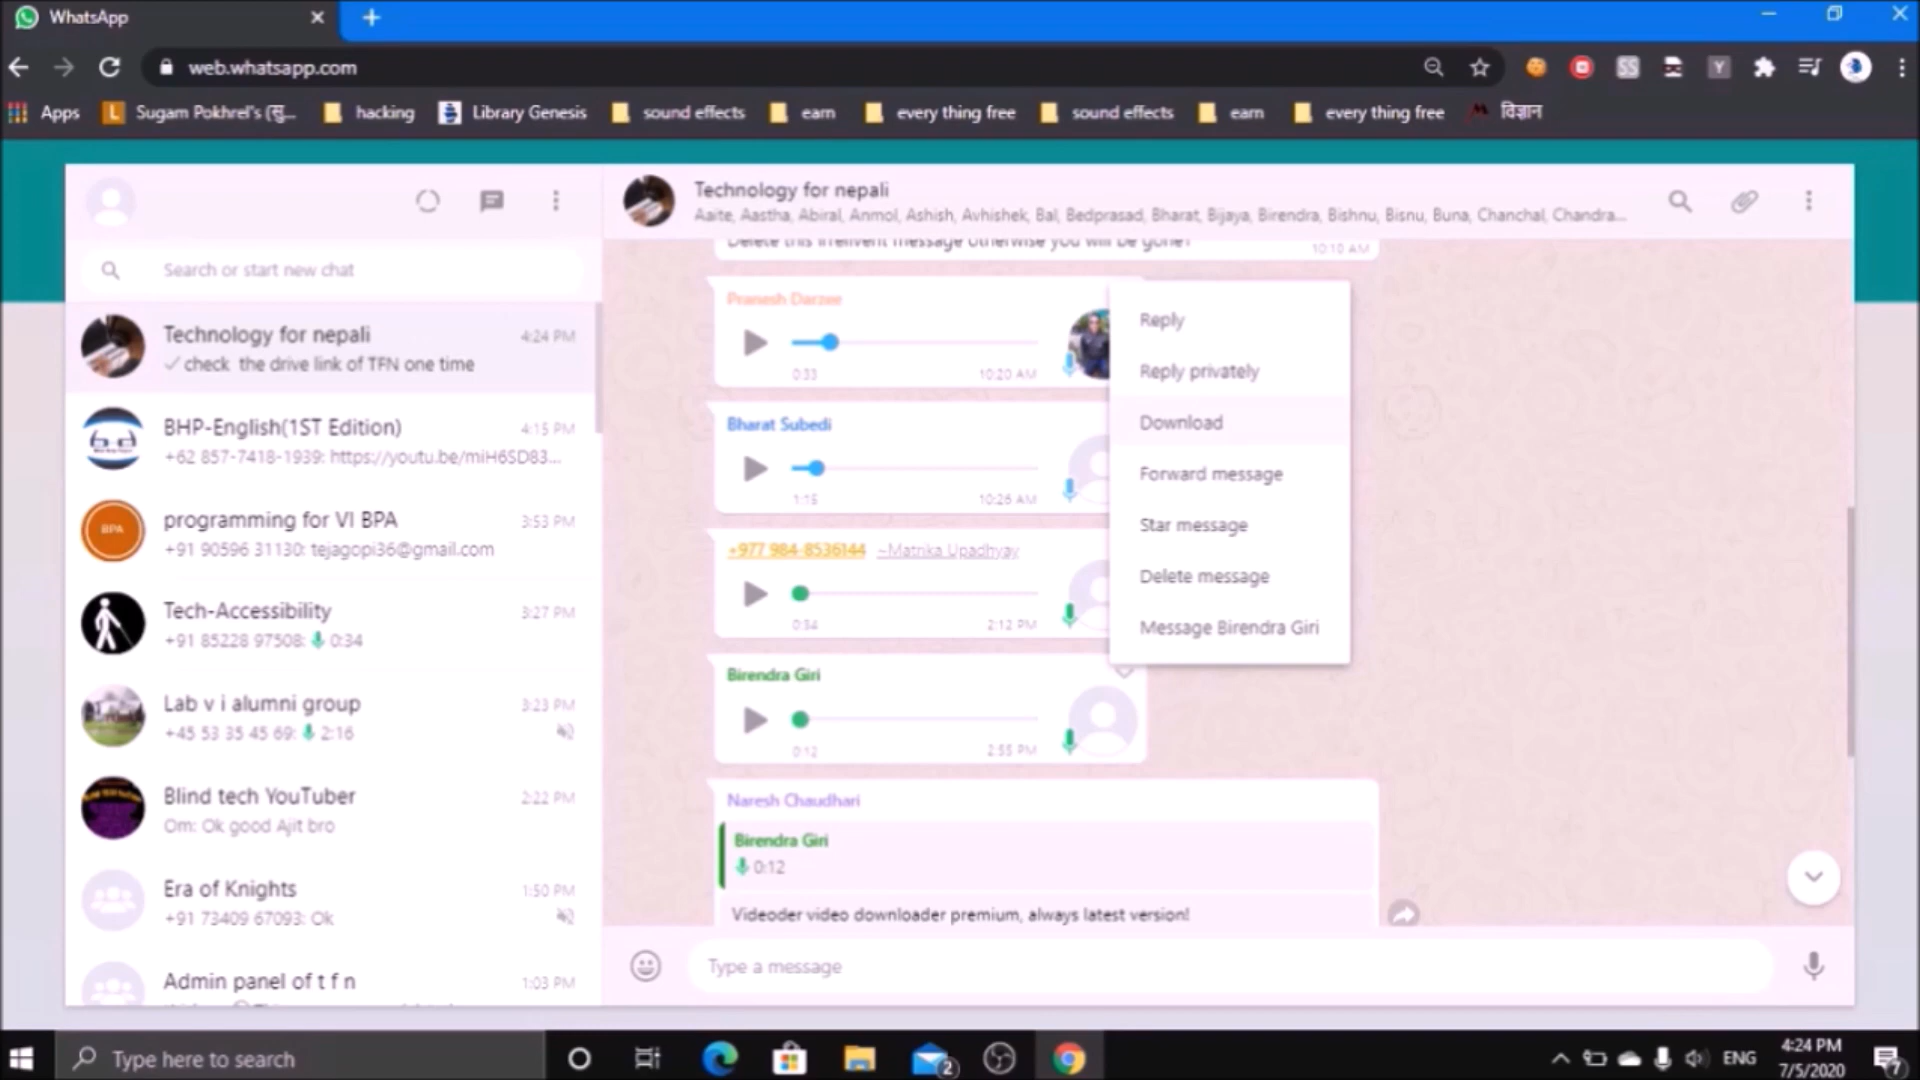 WhatsApp
web.whatsapp.com
Apps
Sugam Pokhrel's (सु...
hacking
Library Genesis
sound effects
earn
every thing free
sound effects
earn
every thing free
विज्ञान
Search or start new chat
Technology for nepali 4:24 PM
check the drive link of TFN one time
BHP-English(1ST Edition) 4:15 PM
+62 857-7418-1939: https://youtu.be/miH6SD83...
BPA
programming for VI BPA 3:53 PM
+91 90596 31130: tejagopi36@gmail.com
Tech-Accessibility 3:27 PM
+91 85228 97508: 0:34
Lab v i alumni group 3:23 PM
+45 53 35 45 69: 2:16
Blind tech YouTuber 2:22 PM
Om: Ok good Ajit bro
Era of Knights 1:50 PM
+91 73409 67093: Ok
Admin panel of t f n 1:03 PM
Technology for nepali
Aaite, Aastha, Abiral, Anmol, Ashish, Avhishek, Bal, Bedprasad, Bharat, Bijaya, Birendra, Bishnu, Bisnu, Buna, Chanchal, Chandra...
Delete this irrelivent message otherwise you will be gone?
10:10 AM
Pranesh Darzee
0:33 10:20 AM
Bharat Subedi
1:15 10:26 AM
+977 984-8536144 ~Matrika Upadhyay
0:34 2:12 PM
Birendra Giri
0:12 2:55 PM
Naresh Chaudhari
Birendra Giri
0:12
Videoder video downloader premium, always latest version!
Reply
Reply privately
Download
Forward message
Star message
Delete message
Message Birendra Giri
Type a message
Type here to search
2
ENG
4:24 PM
7/5/2020
7